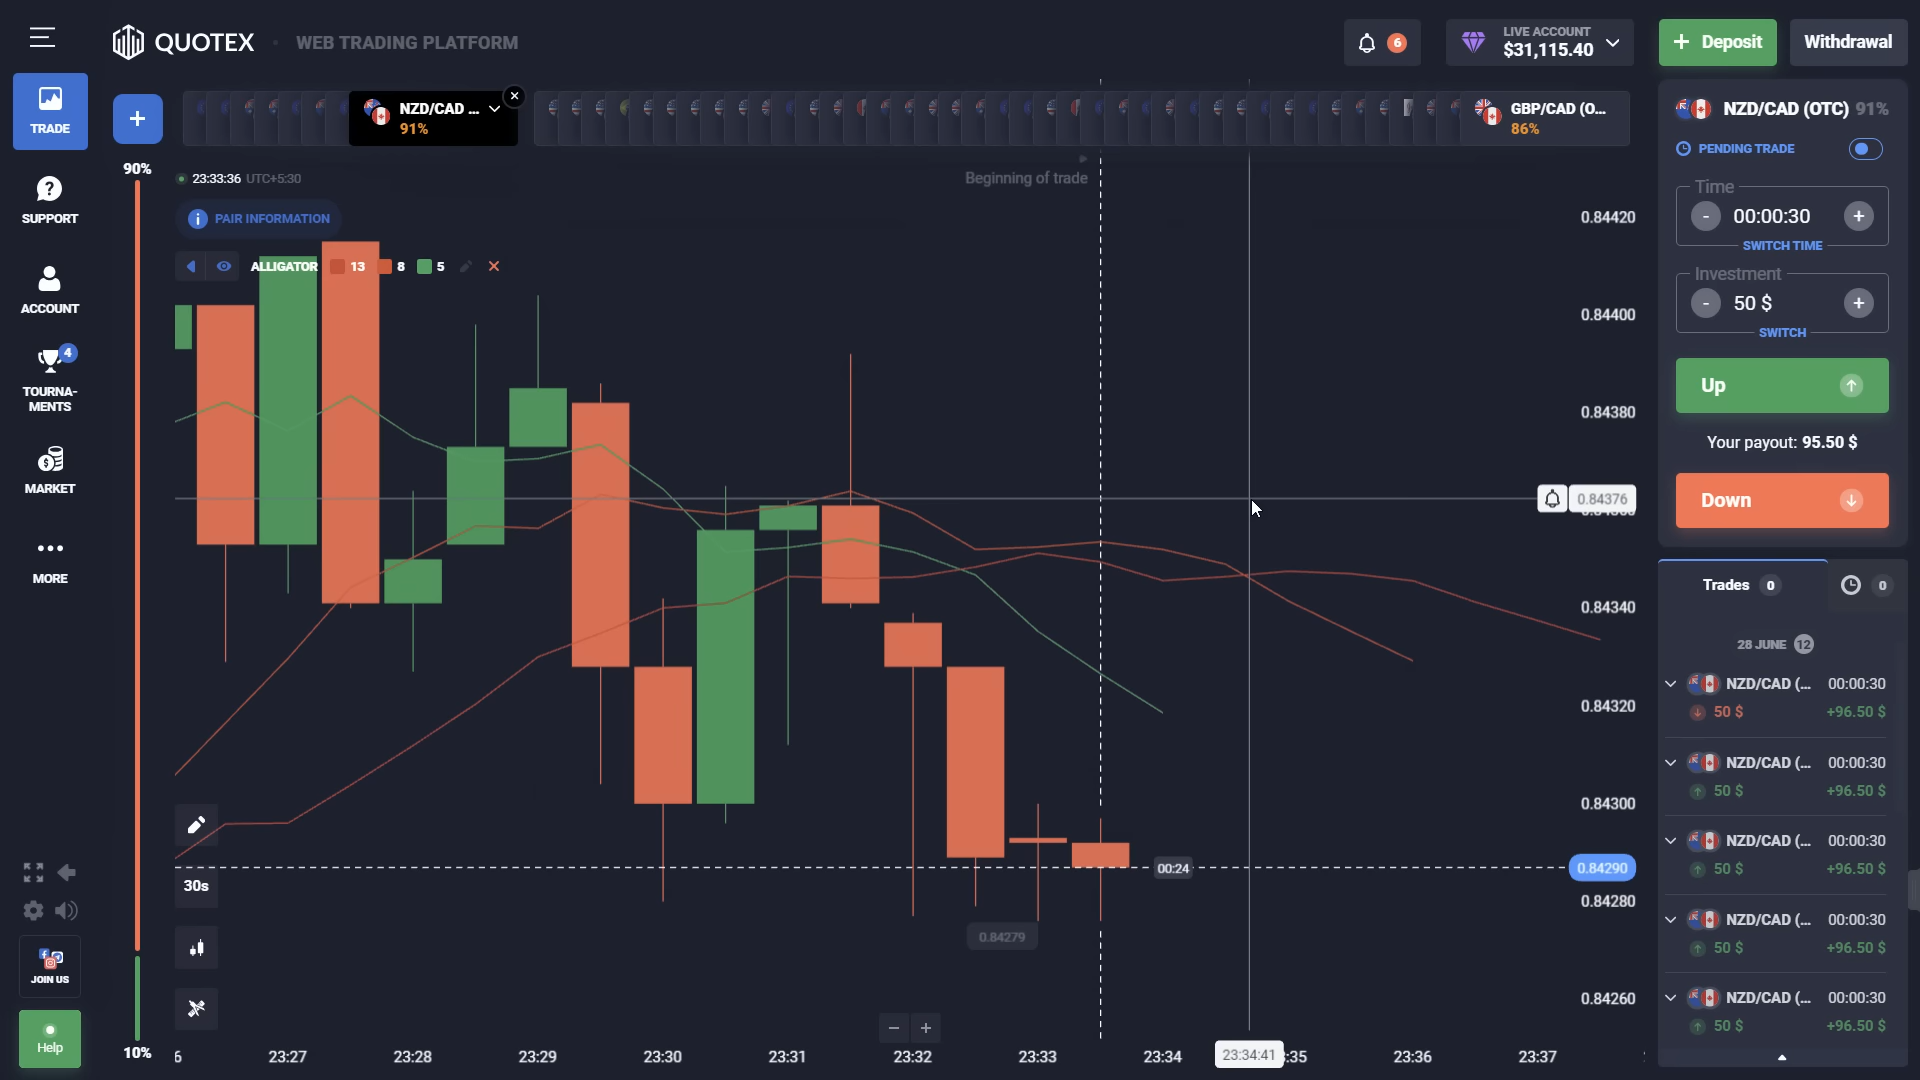 QUOTEX
WEB TRADING PLATFORM
6
LIVE ACCOUNT
$31,115.40
+ Deposit
Withdrawal
TRADE
SUPPORT
ACCOUNT
4
TOURNA-
MENTS
MARKET
MORE
JOIN US
Help
+
NZD/CAD ...
91%
GBP/CAD (O...
86%
90%
10%
23:33:36 UTC+5:30
Beginning of trade
PAIR INFORMATION
ALLIGATOR 13 8 5
0.84420
0.84400
0.84380
0.84376
0.84340
0.84320
0.84300
00:24
0.84290
0.84280
0.84279
0.84260
30s
6
23:27
23:28
23:29
23:30
23:31
23:32
23:33
23:34
23:34:41
:35
23:36
23:37
NZD/CAD (OTC) 91%
PENDING TRADE
Time
- 00:00:30 +
SWITCH TIME
Investment
- 50 $ +
SWITCH
Up
Your payout: 95.50 $
Down
Trades 0
0
28 JUNE 12
NZD/CAD (... 00:00:30
50 $ +96.50 $
NZD/CAD (... 00:00:30
50 $ +96.50 $
NZD/CAD (... 00:00:30
50 $ +96.50 $
NZD/CAD (... 00:00:30
50 $ +96.50 $
NZD/CAD (... 00:00:30
50 $ +96.50 $